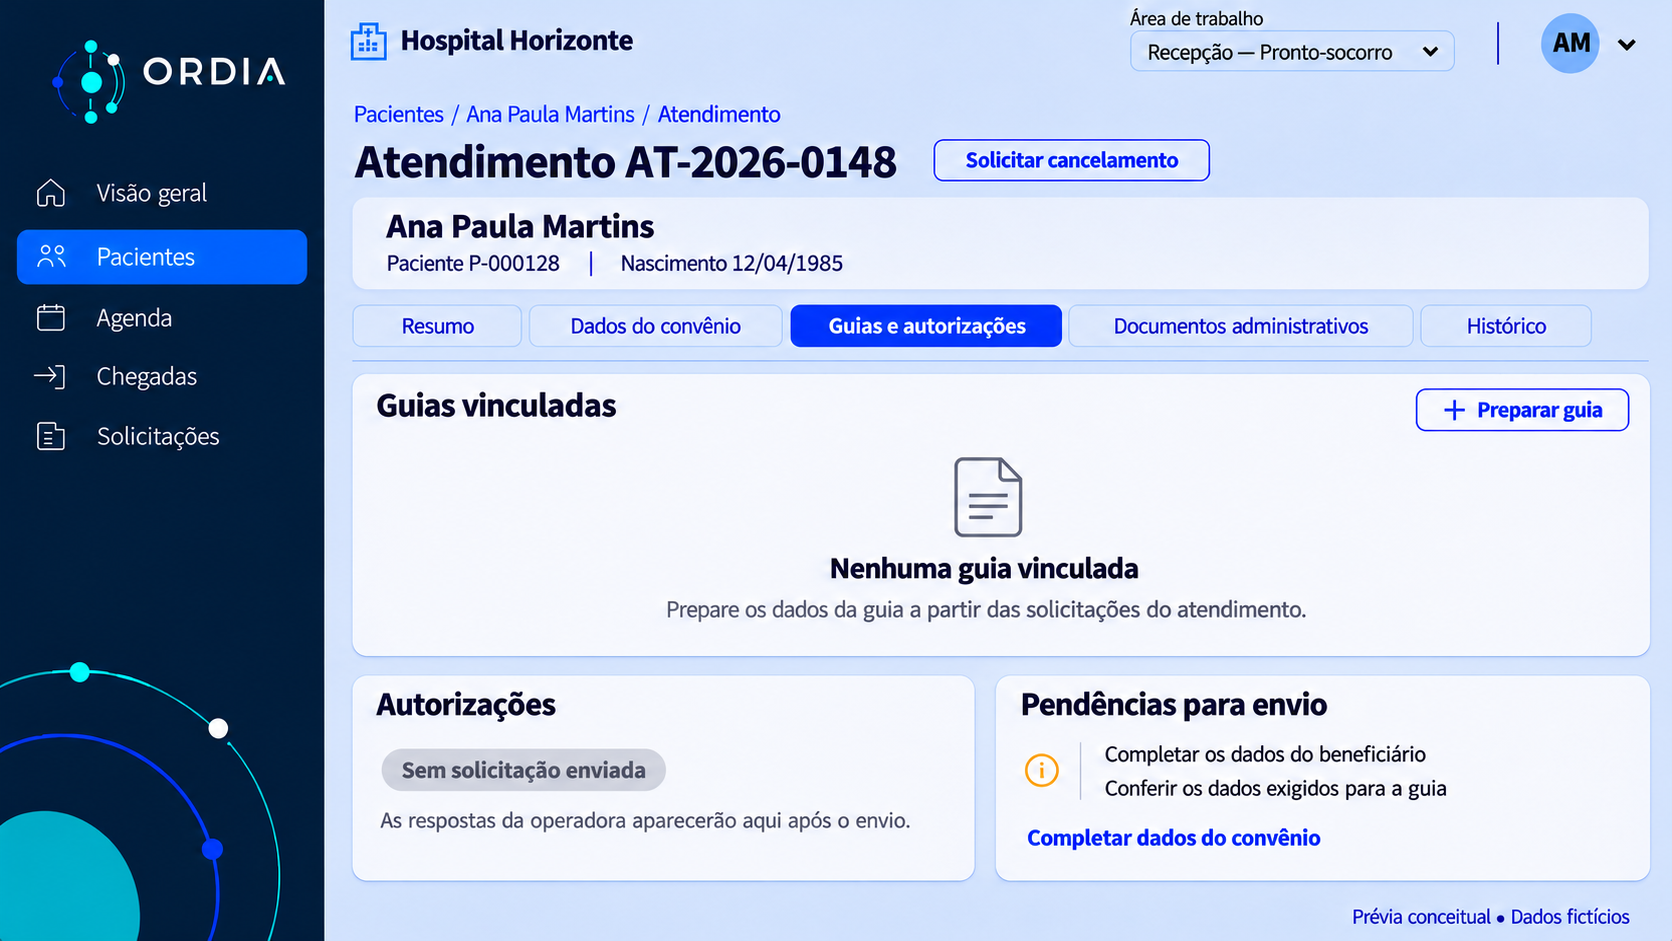 ORDIA
Visão geral
Pacientes
Agenda
Chegadas
Solicitações
Hospital Horizonte
Área de trabalho
Recepção — Pronto-socorro
AM
Pacientes / Ana Paula Martins / Atendimento
Atendimento AT-2026-0148
Solicitar cancelamento
Ana Paula Martins
Paciente P-000128 | Nascimento 12/04/1985
Resumo
Dados do convênio
Guias e autorizações
Documentos administrativos
Histórico
Guias vinculadas
+ Preparar guia
Nenhuma guia vinculada
Prepare os dados da guia a partir das solicitações do atendimento.
Autorizações
Sem solicitação enviada
As respostas da operadora aparecerão aqui após o envio.
Pendências para envio
Completar os dados do beneficiário
Conferir os dados exigidos para a guia
Completar dados do convênio
Prévia conceitual • Dados fictícios